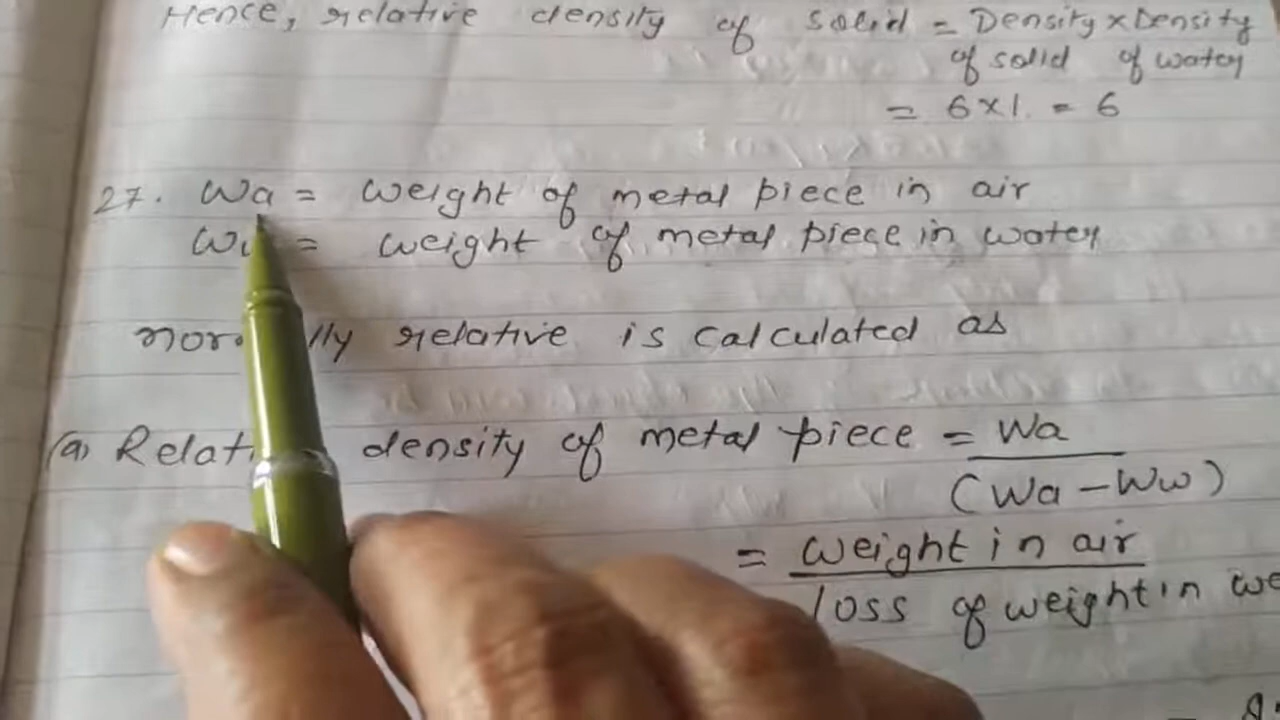 Hence, relative density of solid = Density × Density
of solid of water
= 6 × 1 = 6
27. Wa = weight of metal piece in air
= weight of metal piece in water
relative is calculated as
(a) density of metal piece = Wa
(Wa - Ww)
= weight in air
loss of weight in